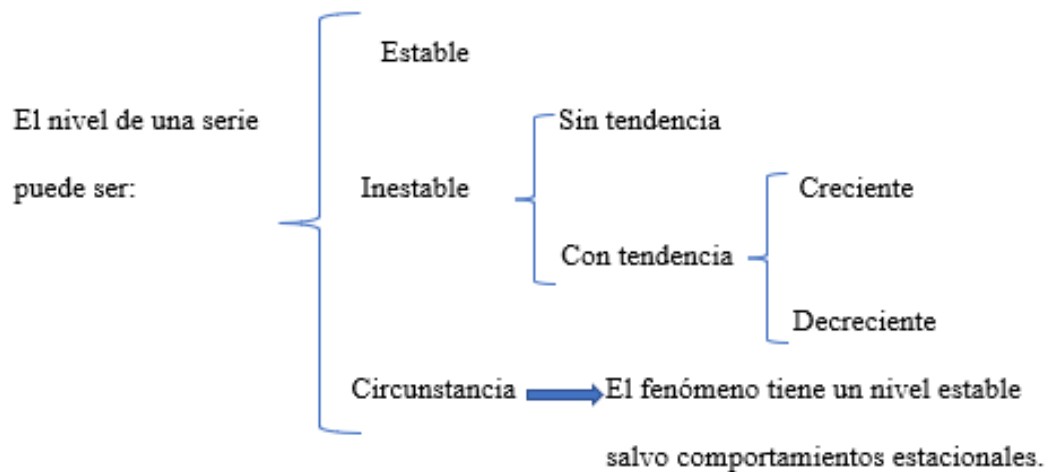 Estable
El nivel de una serie
puede ser:
Inestable
Sin tendencia
Con tendencia
Creciente
Decreciente
Circunstancia
El fenómeno tiene un nivel estable
salvo comportamientos estacionales.